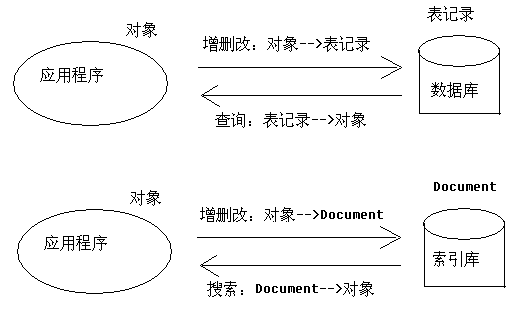 表记录
对象
增删改：对象-->表记录
应用程序
数据库
查询：表记录-->对象
Document
对象
增删改：对象-->Document
应用程序
索引库
搜索：Document-->对象